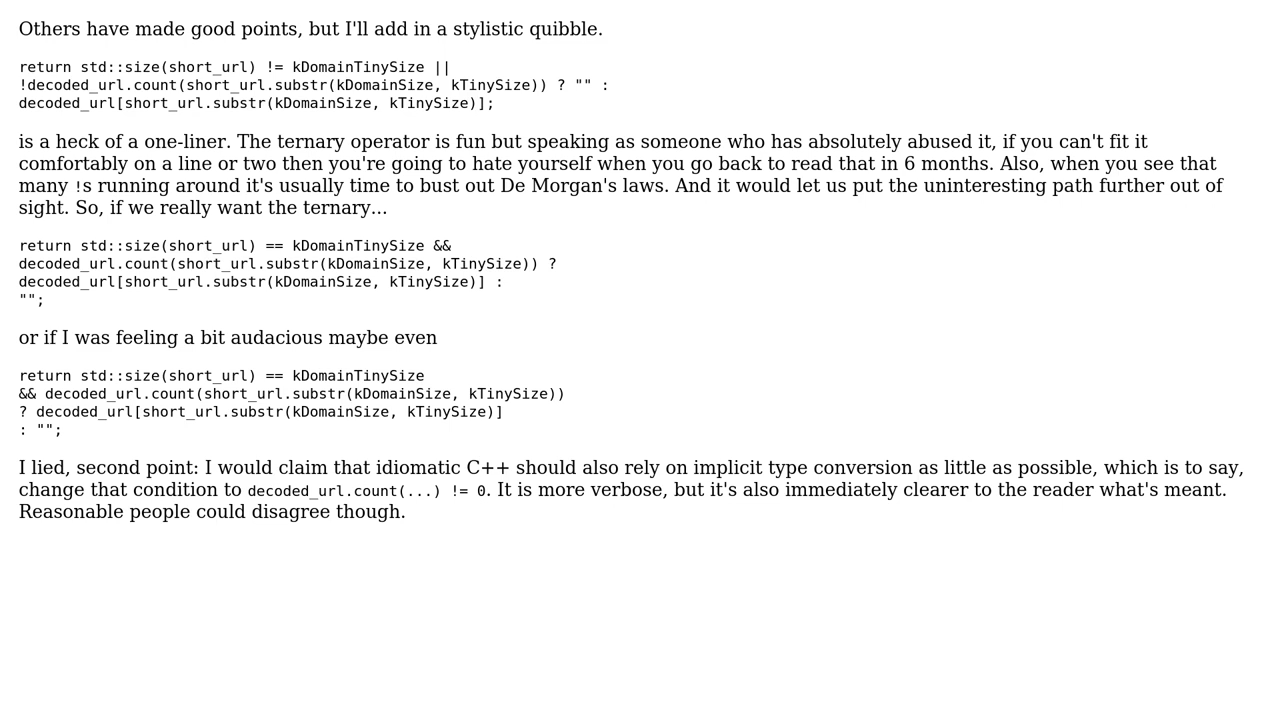 Others have made good points, but I'll add in a stylistic quibble.
return std::size(short_url) != kDomainTinySize ||
!decoded_url.count(short_url.substr(kDomainSize, kTinySize)) ? "" :
decoded_url[short_url.substr(kDomainSize, kTinySize)];
is a heck of a one-liner. The ternary operator is fun but speaking as someone who has absolutely abused it, if you can't fit it
comfortably on a line or two then you're going to hate yourself when you go back to read that in 6 months. Also, when you see that
many !s running around it's usually time to bust out De Morgan's laws. And it would let us put the uninteresting path further out of
sight. So, if we really want the ternary...
return std::size(short_url) == kDomainTinySize &&
decoded_url.count(short_url.substr(kDomainSize, kTinySize)) ?
decoded_url[short_url.substr(kDomainSize, kTinySize)] :
"";
or if I was feeling a bit audacious maybe even
return std::size(short_url) == kDomainTinySize
&& decoded_url.count(short_url.substr(kDomainSize, kTinySize))
? decoded_url[short_url.substr(kDomainSize, kTinySize)]
: "";
I lied, second point: I would claim that idiomatic C++ should also rely on implicit type conversion as little as possible, which is to say,
change that condition to decoded_url.count(...) != 0. It is more verbose, but it's also immediately clearer to the reader what's meant.
Reasonable people could disagree though.